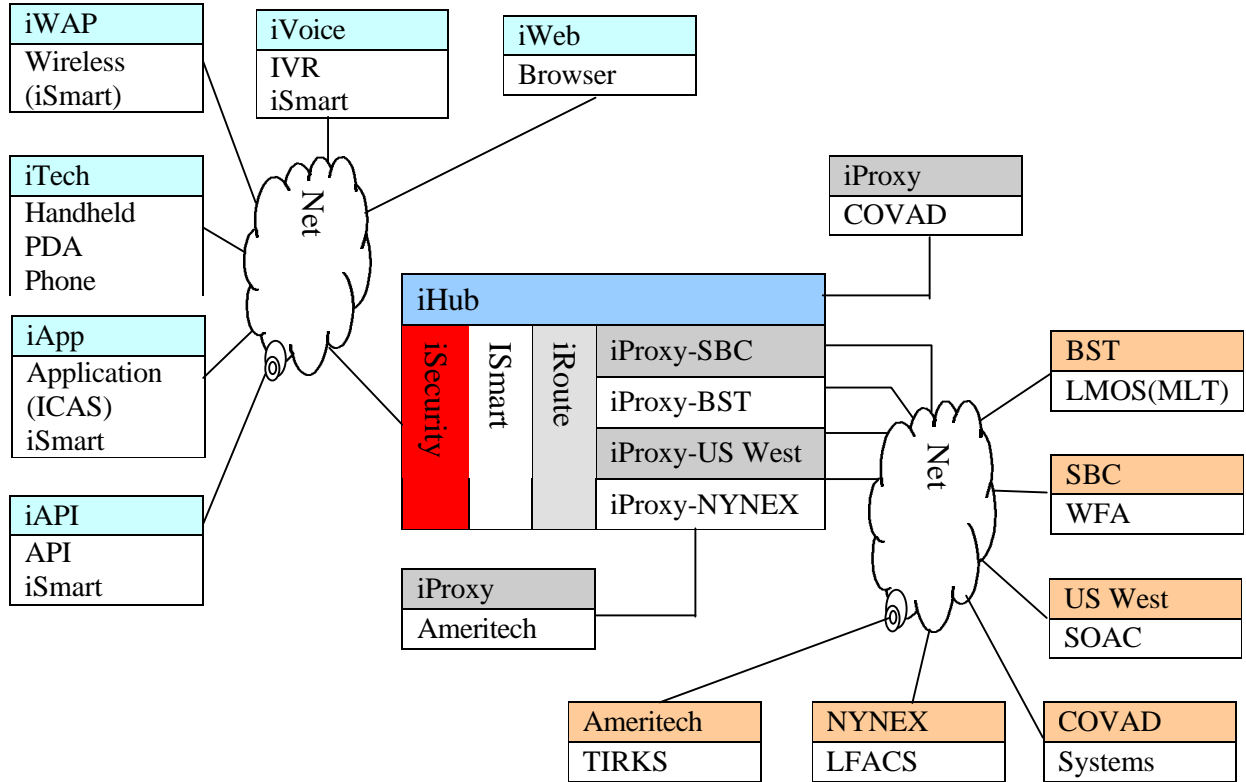 iWAP
Wireless
(iSmart)
iVoice
IVR
iSmart
iWeb
Browser
iTech
Handheld
PDA
Phone
Net
iProxy
COVAD
iHub
iSecurity
ISmart
iRoute
iProxy-SBC
iProxy-BST
iProxy-US West
iProxy-NYNEX
iApp
Application
(ICAS)
iSmart
iAPI
API
iSmart
iProxy
Ameritech
Net
BST
LMOS(MLT)
SBC
WFA
US West
SOAC
Ameritech
TIRKS
NYNEX
LFACS
COVAD
Systems